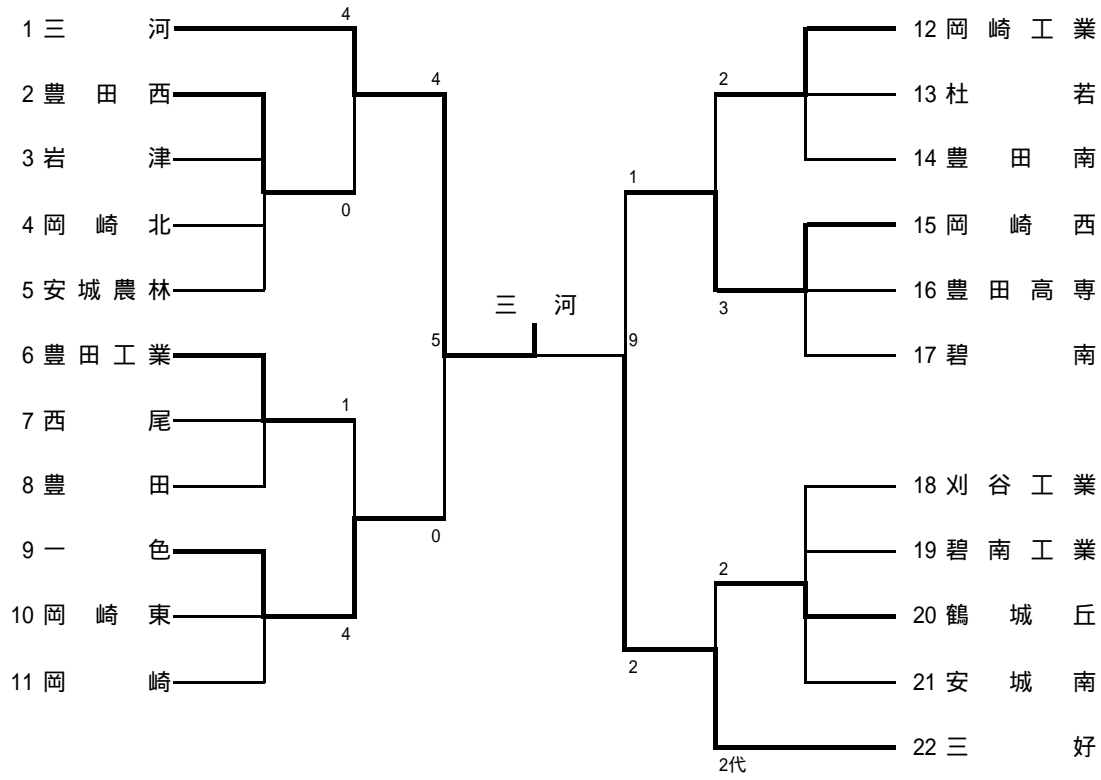 1 三河
2 豊田西
3 岩津
4 岡崎北
5 安城農林
6 豊田工業
7 西尾
8 豊田
9 一色
10 岡崎東
11 岡崎
4
0
1
4
4
0
5
三河
9
1
2
2
3
2
2代
12 岡崎工業
13 杜若
14 豊田南
15 岡崎西
16 豊田高専
17 碧南
18 刈谷工業
19 碧南工業
20 鶴城丘
21 安城南
22 三好